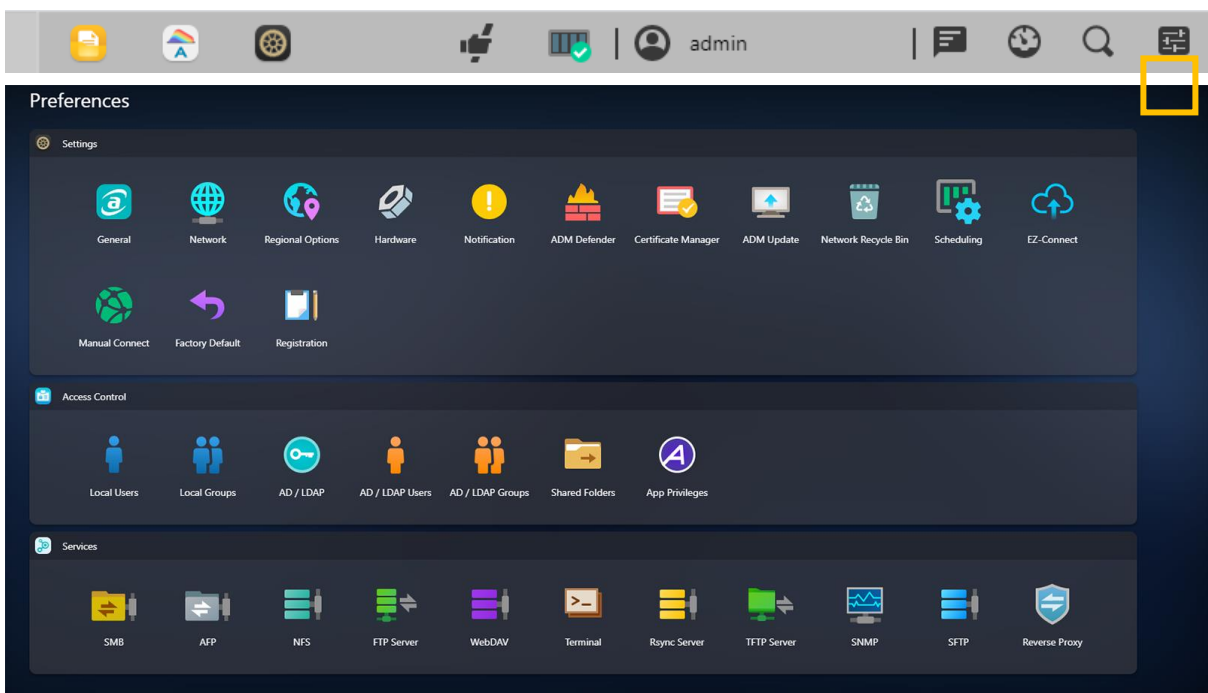 admin
Preferences
Settings
General Network Regional Options Hardware Notification ADM Defender Certificate Manager ADM Update Network Recycle Bin Scheduling EZ-Connect
Manual Connect Factory Default Registration
Access Control
Local Users Local Groups AD / LDAP AD / LDAP Users AD / LDAP Groups Shared Folders App Privileges
Services
SMB AFP NFS FTP Server WebDAV Terminal Rsync Server TFTP Server SNMP SFTP Reverse Proxy